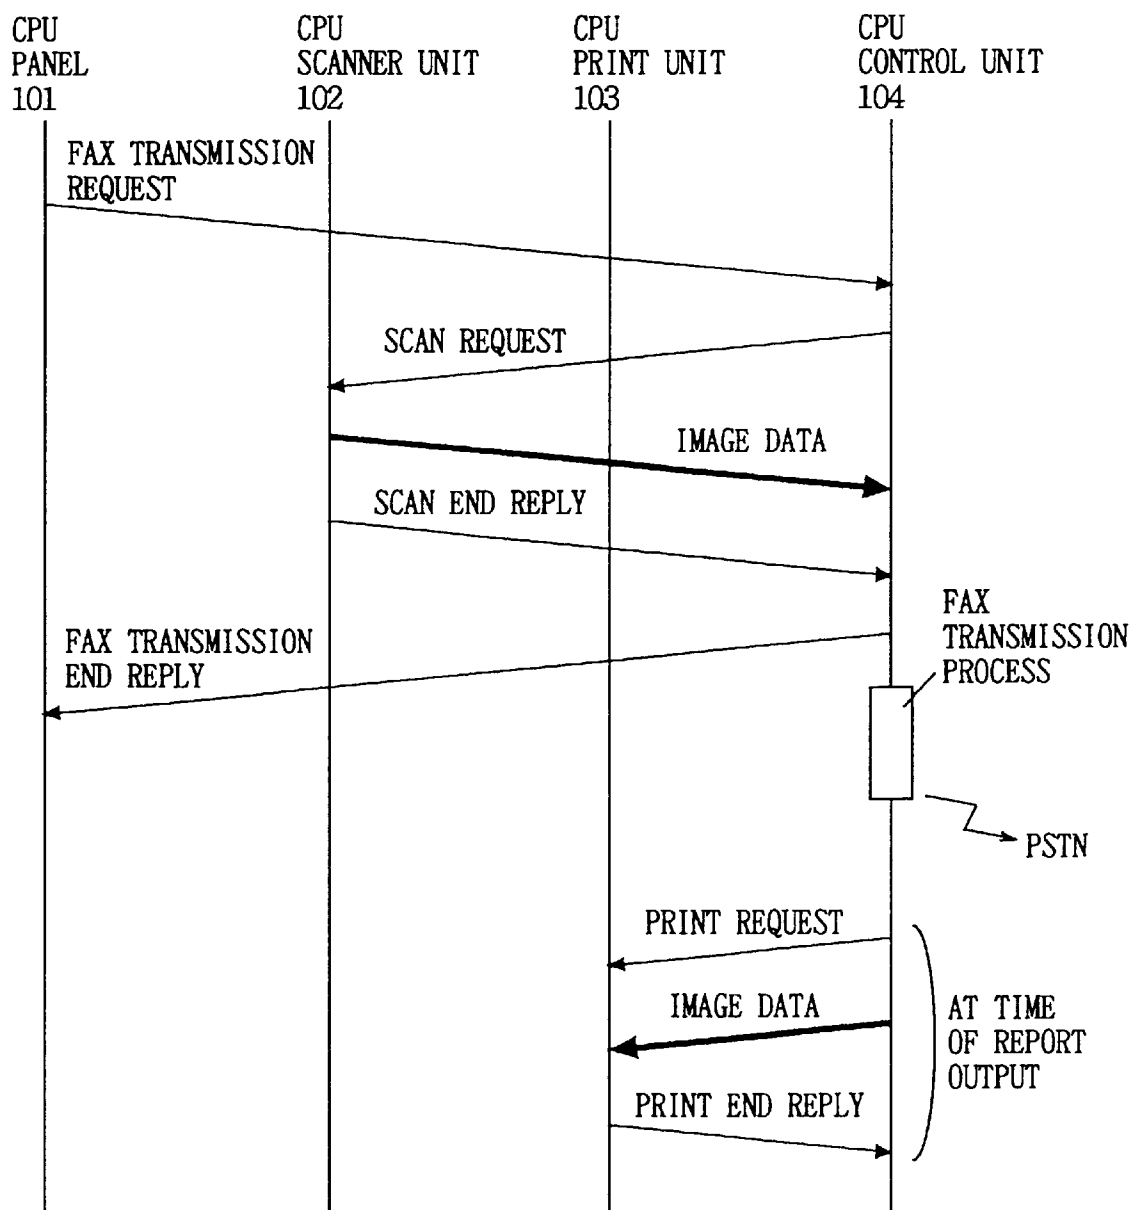 CPU
PANEL
101
CPU
SCANNER UNIT
102
CPU
PRINT UNIT
103
CPU
CONTROL UNIT
104
FAX TRANSMISSION
REQUEST
SCAN REQUEST
IMAGE DATA
SCAN END REPLY
FAX
TRANSMISSION
PROCESS
FAX TRANSMISSION
END REPLY
PSTN
PRINT REQUEST
IMAGE DATA
AT TIME
OF REPORT
OUTPUT
PRINT END REPLY